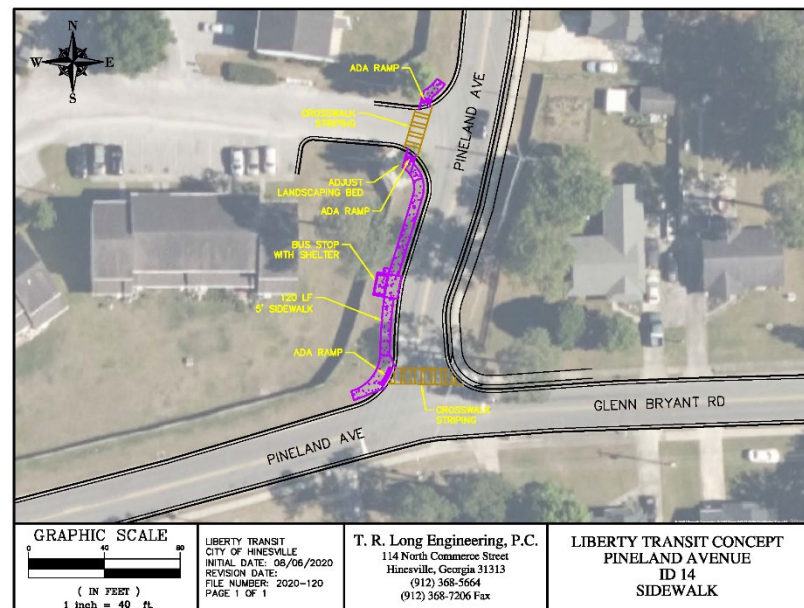 N
W E
S
ADA RAMP
CROSSWALK
STRIPING
PINELAND AVE
ADJUST
LANDSCAPING BED
ADA RAMP
BUS STOP
WITH SHELTER
120 LF
5' SIDEWALK
ADA RAMP
CROSSWALK
STRIPING
GLENN BRYANT RD
PINELAND AVE
GRAPHIC SCALE
0 40 80
( IN FEET )
1 inch = 40 ft.
LIBERTY TRANSIT
CITY OF HINESVILLE
INITIAL DATE: 08/06/2020
REVISION DATE:
FILE NUMBER: 2020-120
PAGE 1 OF 1
T. R. Long Engineering, P.C.
114 North Commerce Street
Hinesville, Georgia 31313
(912) 368-5664
(912) 368-7206 Fax
LIBERTY TRANSIT CONCEPT
PINELAND AVENUE
ID 14
SIDEWALK